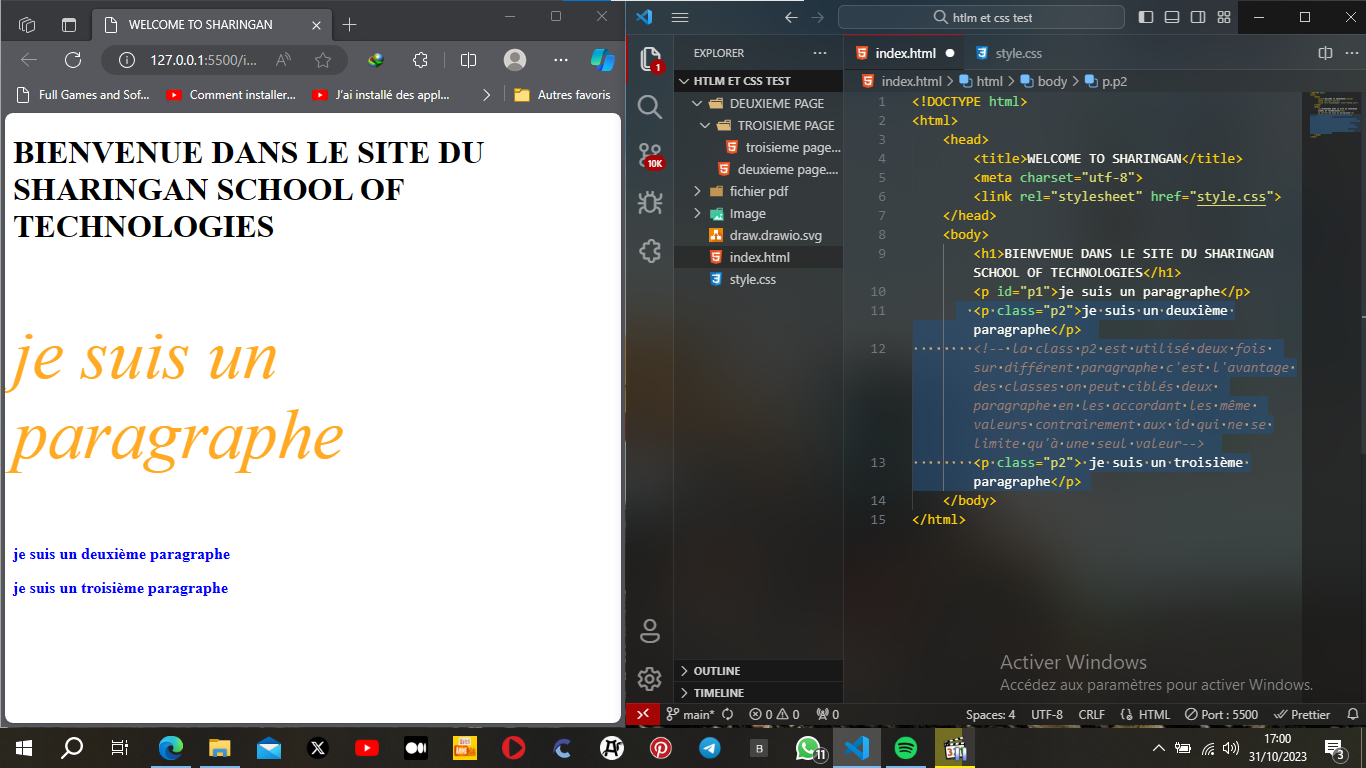 WELCOME TO SHARINGAN
127.0.0.1:5500/i...
Full Games and Sof...
Comment installer...
J'ai installé des appl...
Autres favoris
BIENVENUE DANS LE SITE DU
SHARINGAN SCHOOL OF
TECHNOLOGIES
je suis un
paragraphe
je suis un deuxième paragraphe
je suis un troisième paragraphe
htlm et css test
EXPLORER
1
10K
HTLM ET CSS TEST
DEUXIEME PAGE
TROISIEME PAGE
troisieme page...
deuxieme page....
fichier pdf
Image
draw.drawio.svg
index.html
style.css
OUTLINE
TIMELINE
index.html
style.css
index.html > html > body > p.p2
1 <!DOCTYPE html>
2 <html>
3 <head>
4 <title>WELCOME TO SHARINGAN</title>
5 <meta charset="utf-8">
6 <link rel="stylesheet" href="style.css">
7 </head>
8 <body>
9 <h1>BIENVENUE DANS LE SITE DU SHARINGAN
SCHOOL OF TECHNOLOGIES</h1>
10 <p id="p1">je suis un paragraphe</p>
11 <p class="p2">je suis un deuxième
paragraphe</p>
12 <!-- la class p2 est utilisé deux fois
sur différent paragraphe c'est l'avantage
des classes on peut ciblés deux
paragraphe en les accordant les même
valeurs contrairement aux id qui ne se
limite qu'à une seul valeur-->
13 <p class="p2"> je suis un troisième
paragraphe</p>
14 </body>
15 </html>
Activer Windows
Accédez aux paramètres pour activer Windows.
main* 0 0 0 Spaces: 4 UTF-8 CRLF HTML Port : 5500 Prettier
11
17:00
31/10/2023
3